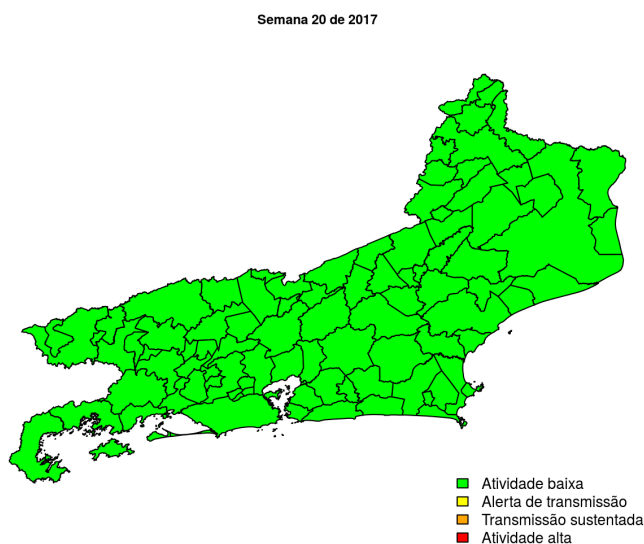 Semana 20 de 2017
Atividade baixa
Alerta de transmissão
Transmissão sustentada
Atividade alta